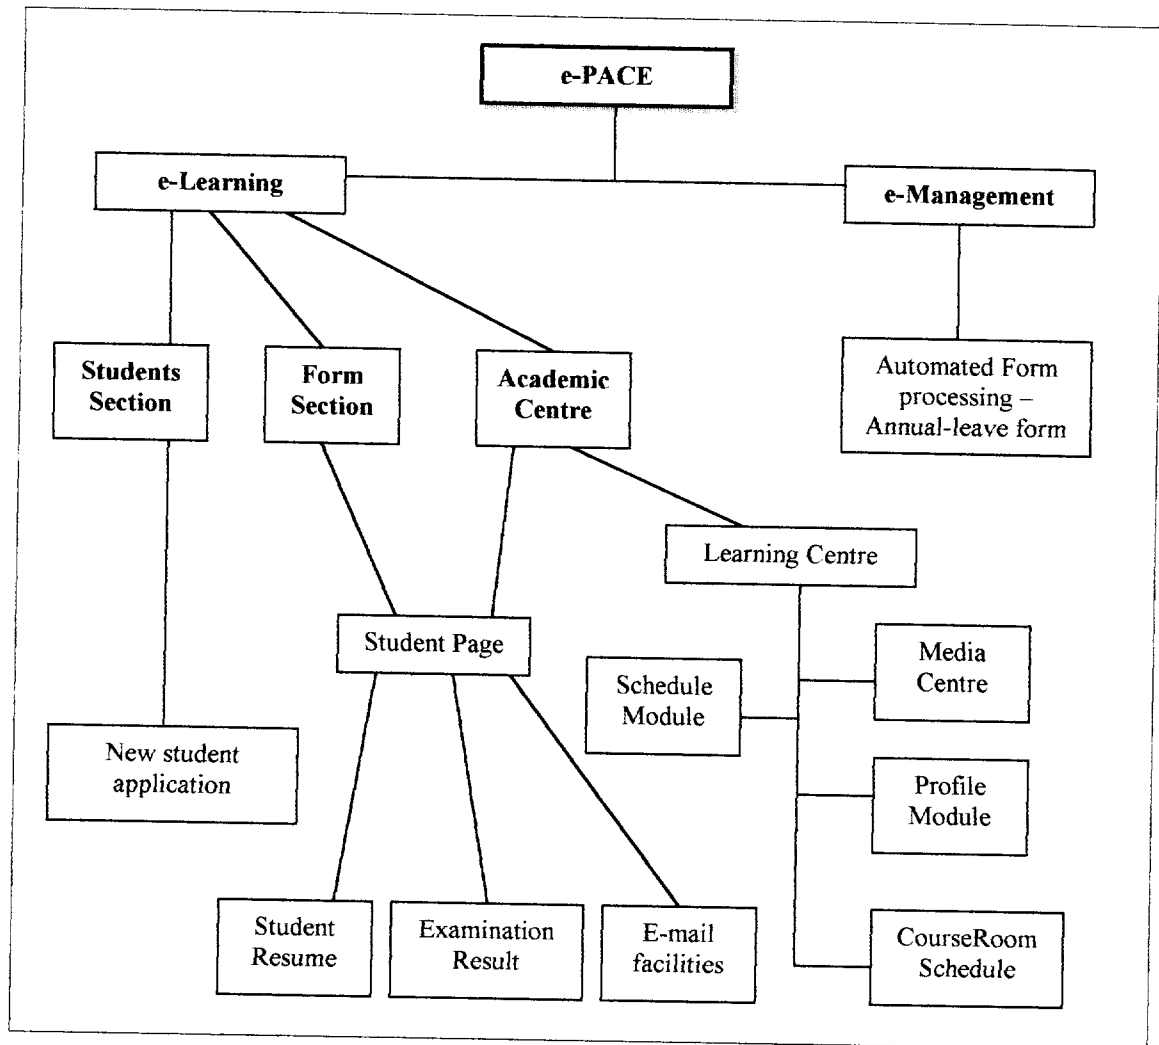 e-PACE
e-Learning
e-Management
Students
Section
Form
Section
Academic
Centre
Automated Form
processing –
Annual-leave form
Learning Centre
Student Page
Schedule
Module
Media
Centre
New student
application
Profile
Module
Student
Resume
Examination
Result
E-mail
facilities
CourseRoom
Schedule